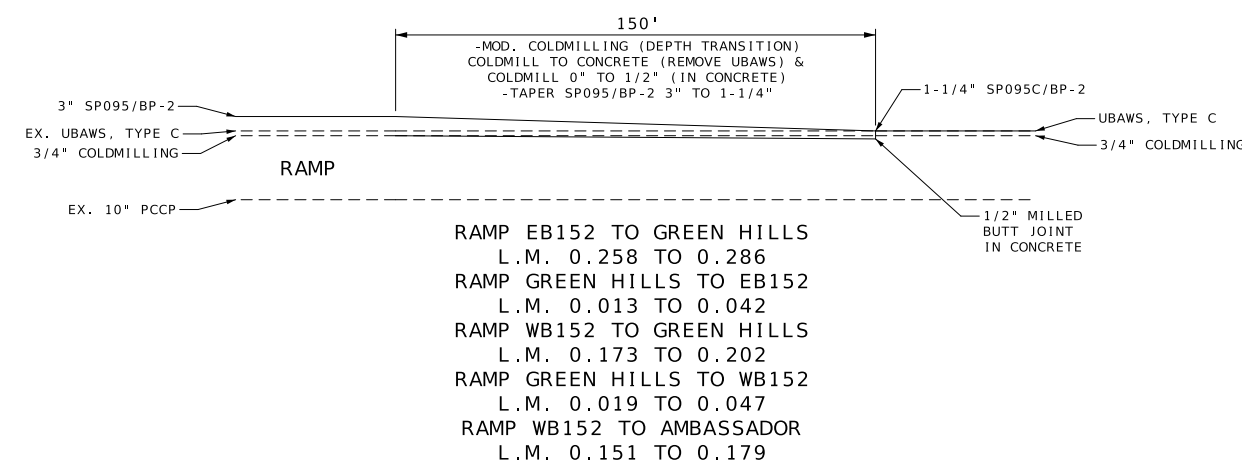 150'
-MOD. COLDMILLING (DEPTH TRANSITION)
COLDMILL TO CONCRETE (REMOVE UBAWS) &
COLDMILL 0" TO 1/2" (IN CONCRETE)
-TAPER SP095/BP-2 3" TO 1-1/4"
3" SP095/BP-2
EX. UBAWS, TYPE C
3/4" COLDMILLING
1-1/4" SP095C/BP-2
UBAWS, TYPE C
3/4" COLDMILLING
RAMP
EX. 10" PCCP
1/2" MILLED
BUTT JOINT
IN CONCRETE
RAMP EB152 TO GREEN HILLS
L.M. 0.258 TO 0.286
RAMP GREEN HILLS TO EB152
L.M. 0.013 TO 0.042
RAMP WB152 TO GREEN HILLS
L.M. 0.173 TO 0.202
RAMP GREEN HILLS TO WB152
L.M. 0.019 TO 0.047
RAMP WB152 TO AMBASSADOR
L.M. 0.151 TO 0.179